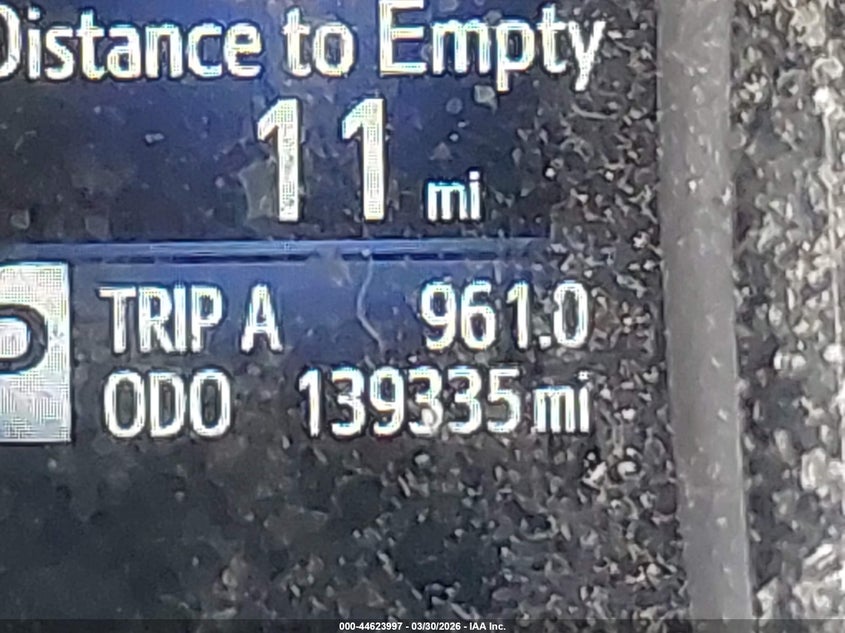 Distance to Empty
11 mi
TRIP A 961.0
P
ODO 139335 mi
000-44623997 - 03/30/2026 - IAA Inc.